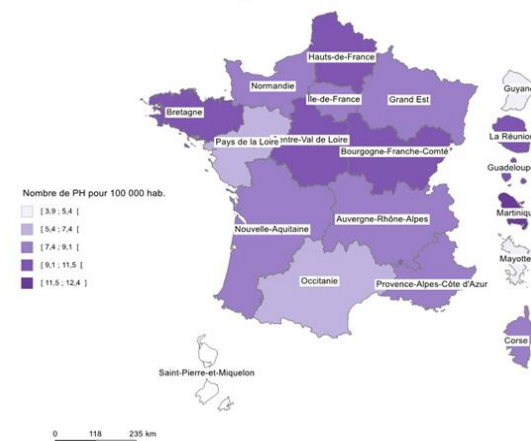 Hauts-de-France
Normandie
Île-de-France
Grand Est
Bretagne
Pays de la Loire
entre-Val de Loire
Bourgogne-Franche-Comté
Nouvelle-Aquitaine
Auvergne-Rhône-Alpes
Occitanie
Provence-Alpes-Côte d'Azur
Guyane
La Réunion
Guadeloupe
Martinique
Mayotte
Corse
Nombre de PH pour 100 000 hab.
[ 3,9 ; 5,4 [
[ 5,4 ; 7,4 [
[ 7,4 ; 9,1 [
[ 9,1 ; 11,5 [
[ 11,5 ; 12,4 ]
Saint-Pierre-et-Miquelon
0 118 235 km